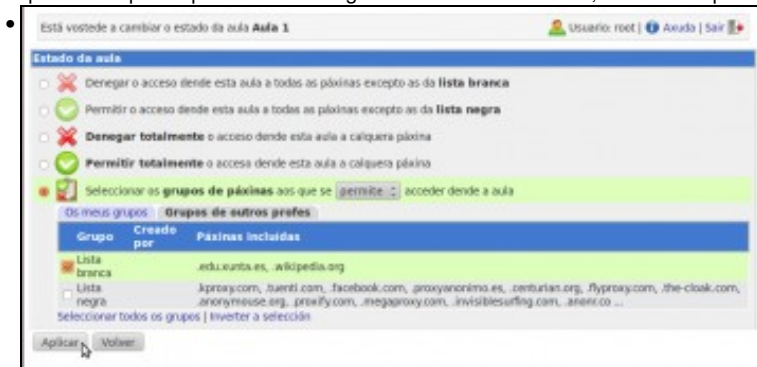 Está vostede a cambiar o estado da aula Aula 1
Usuario: root | Axuda | Sair
Estado da aula
Denegar o acceso dende esta aula a todas as páxinas excepto as da lista branca
Permitir o acceso dende esta aula a todas as páxinas excepto as da lista negra
Denegar totalmente o acceso dende esta aula a calquera páxina
Permitir totalmente o acceso dende esta aula a calquera páxina
Seleccionar os grupos de páxinas aos que se permite acceder dende a aula
Os meus grupos Grupos de outros profes
Grupo Creado por Páxinas incluídas
Lista branca .edu.xunta.es, .wikipedia.org
Lista negra .kproxy.com, .tuenti.com, .facebook.com, .proxyanonimo.es, .centurian.org, .flyproxy.com, .the-cloak.com,
.anonymouse.org, .proxify.com, .megaproxy.com, .invisiblesurfing.com, .anonr.co ...
Seleccionar todos os grupos | Inverter a selección
Aplicar Volver